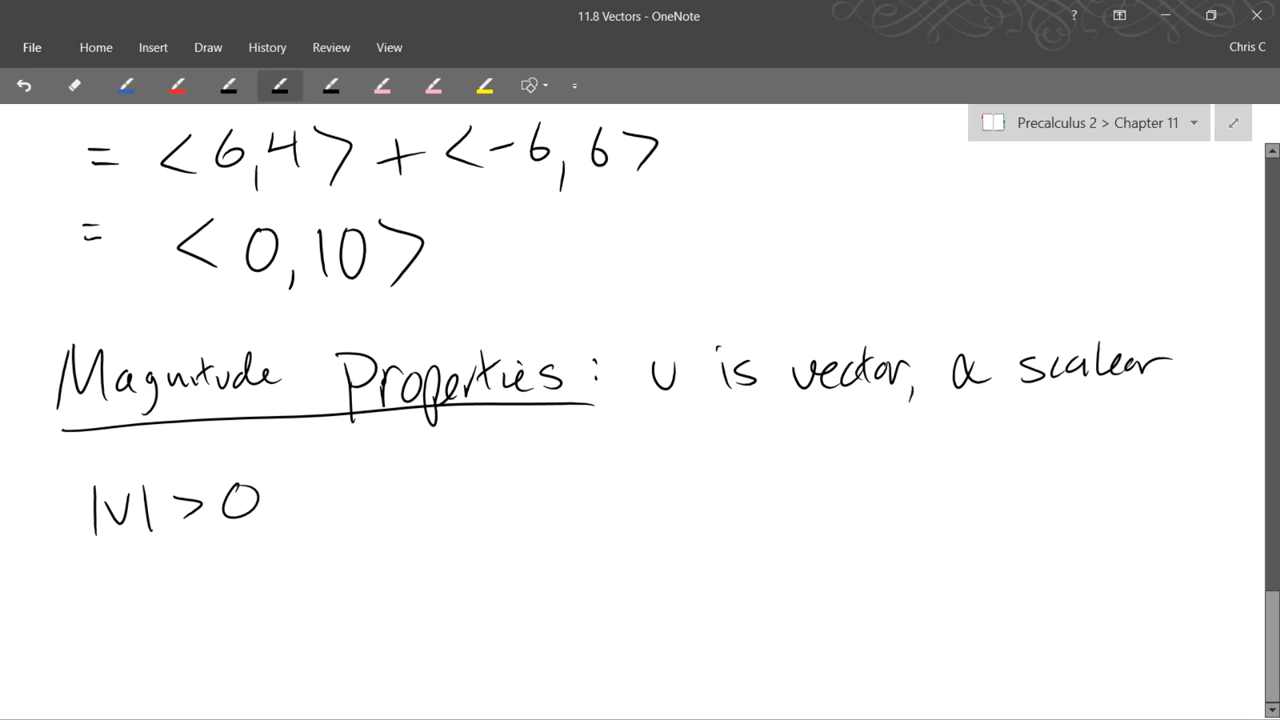 11.8 Vectors - OneNote
?
File Home Insert Draw History Review View
Chris C
Precalculus 2 > Chapter 11
= <6,4> + <-6, 6>
= <0,10>
Magnitude Properties: v is vector, α scalear
|v| > 0